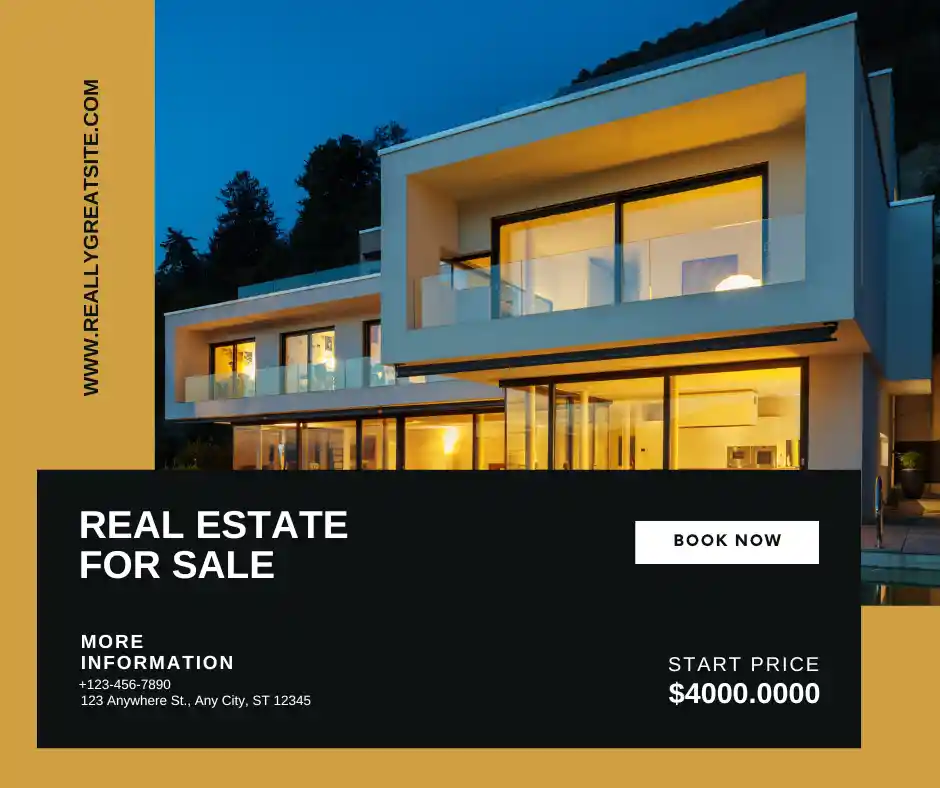 WWW.REALLYGREATSITE.COM
REAL ESTATE
FOR SALE
BOOK NOW
MORE
INFORMATION
+123-456-7890
123 Anywhere St., Any City, ST 12345
START PRICE
$4000.0000